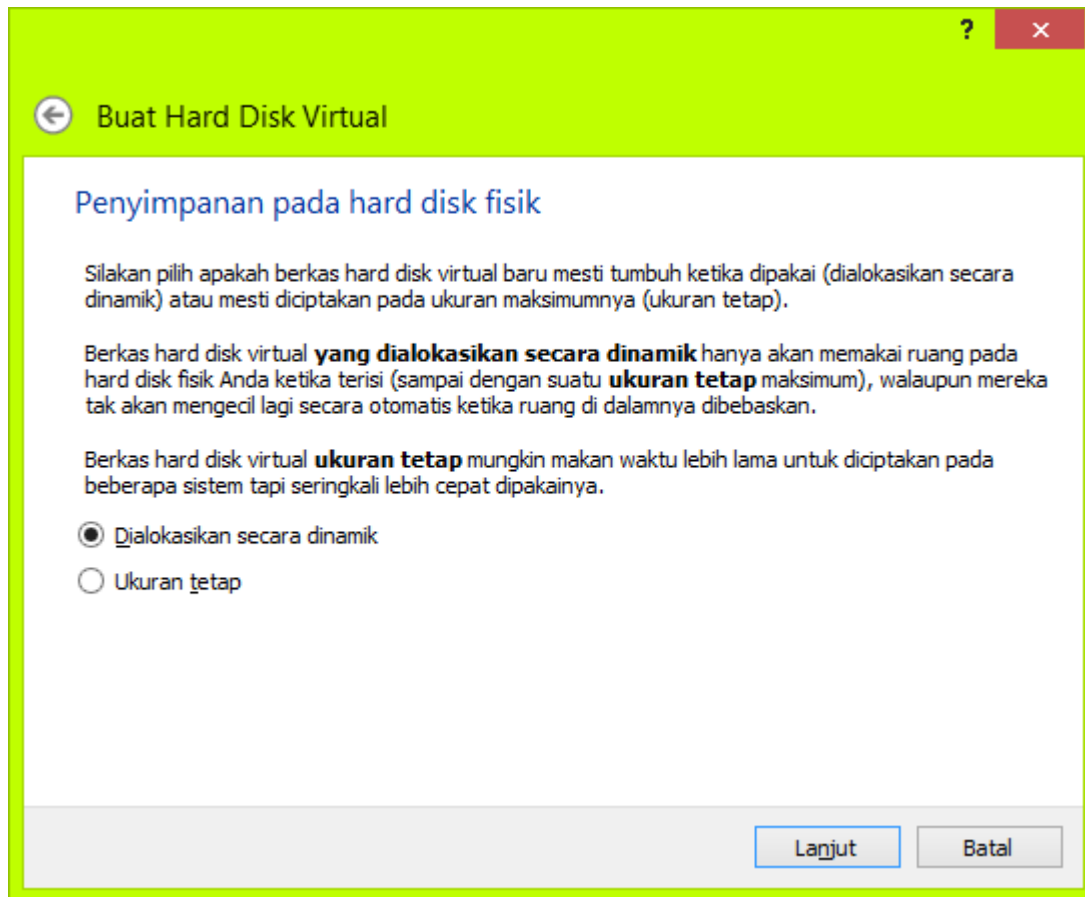 ?
Buat Hard Disk Virtual
Penyimpanan pada hard disk fisik
Silakan pilih apakah berkas hard disk virtual baru mesti tumbuh ketika dipakai (dialokasikan secara
dinamik) atau mesti diciptakan pada ukuran maksimumnya (ukuran tetap).
Berkas hard disk virtual yang dialokasikan secara dinamik hanya akan memakai ruang pada
hard disk fisik Anda ketika terisi (sampai dengan suatu ukuran tetap maksimum), walaupun mereka
tak akan mengecil lagi secara otomatis ketika ruang di dalamnya dibebaskan.
Berkas hard disk virtual ukuran tetap mungkin makan waktu lebih lama untuk diciptakan pada
beberapa sistem tapi seringkali lebih cepat dipakainya.
Dialokasikan secara dinamik
Ukuran tetap
Lanjut Batal